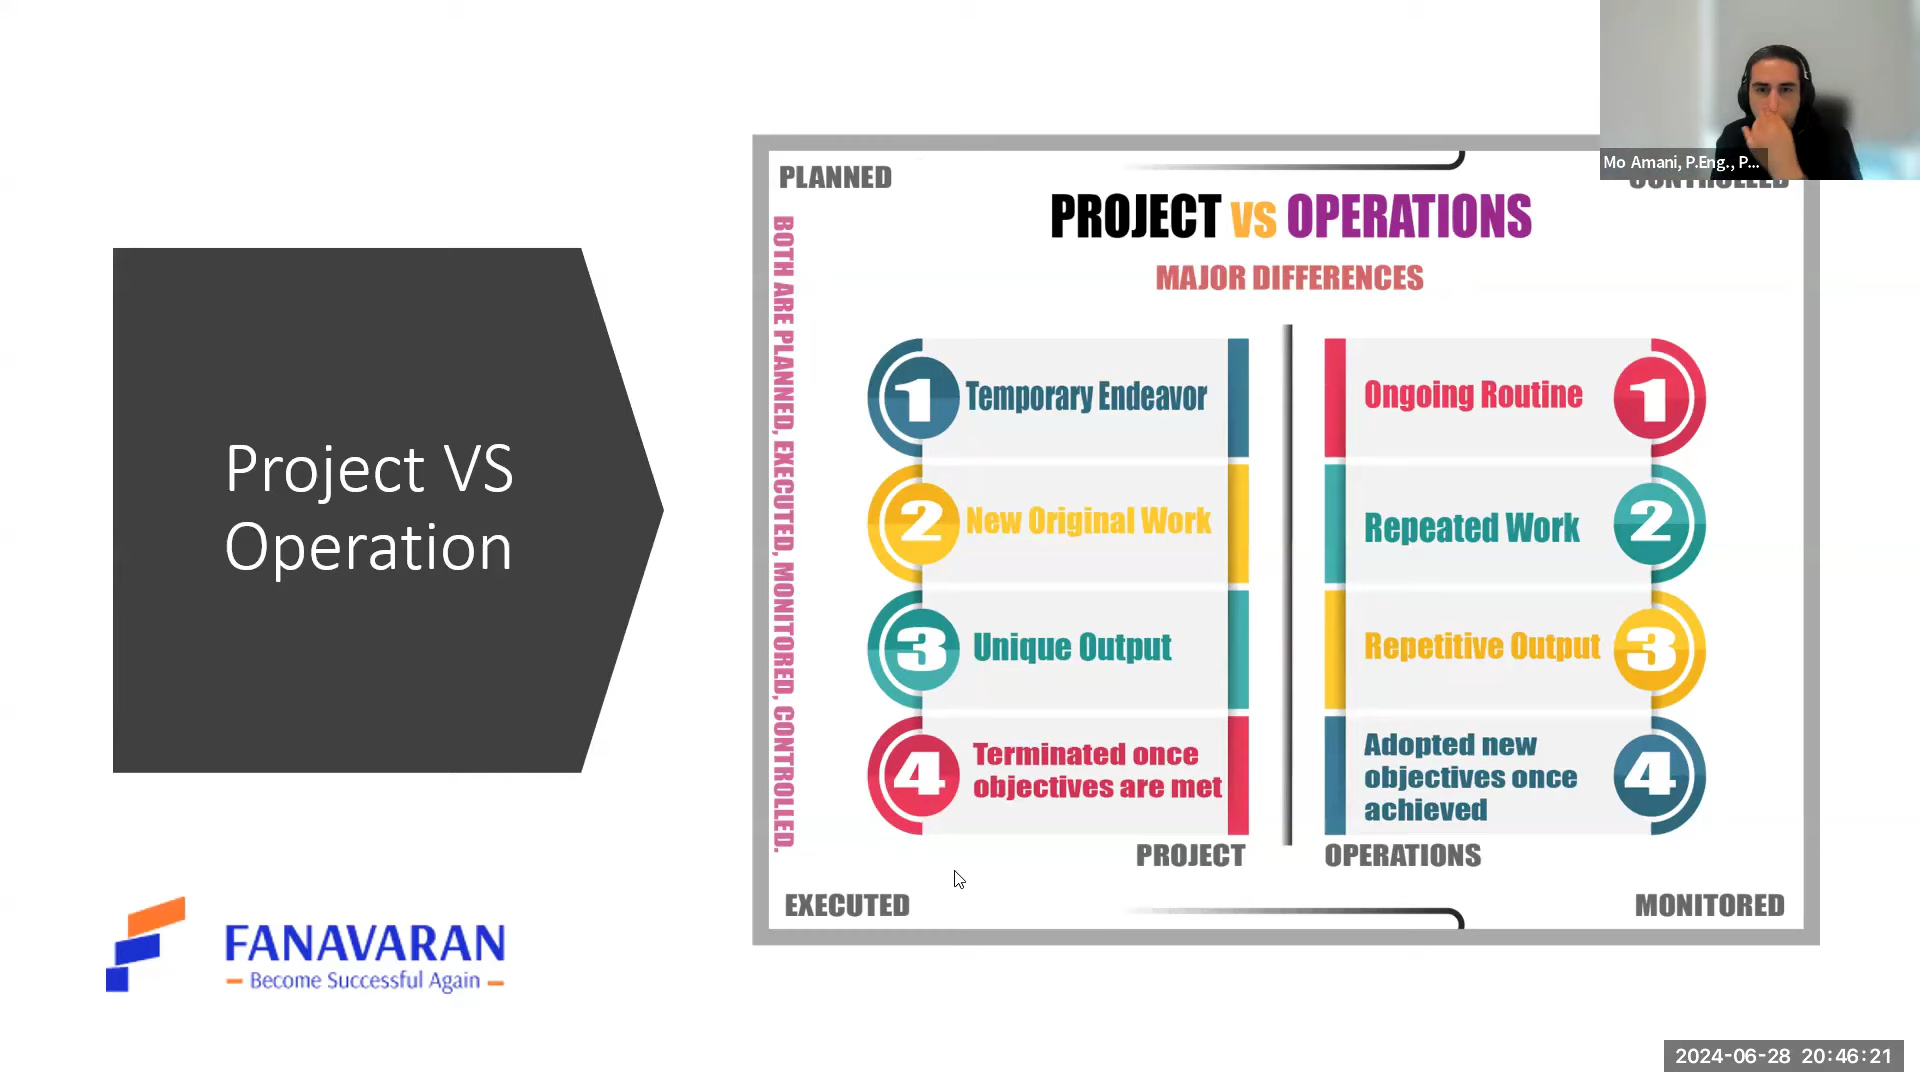 Project VS
Operation
FANAVARAN
Become Successful Again
PLANNED
BOTH ARE PLANNED, EXECUTED, MONITORED, CONTROLLED.
PROJECT VS OPERATIONS
MAJOR DIFFERENCES
1 Temporary Endeavor
2 New Original Work
3 Unique Output
4 Terminated once
objectives are met
PROJECT
Ongoing Routine 1
Repeated Work 2
Repetitive Output 3
Adopted new
objectives once
achieved
4
OPERATIONS
EXECUTED
MONITORED
Mo Amani, P.Eng., P...
2024-06-28 20:46:21